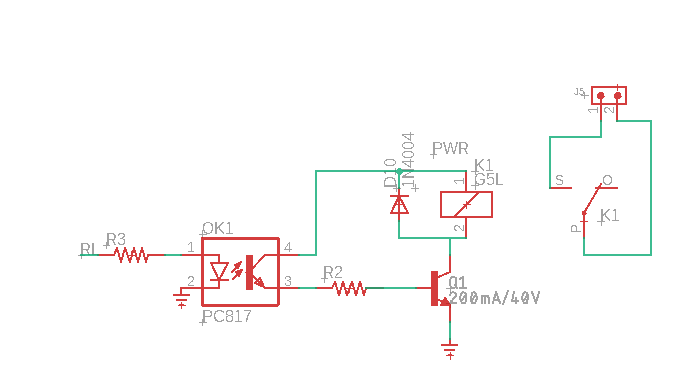 J5
1 2
D10
1N4004
PWR
K1
G5L
1
2
S O
K1
P
RL
R3
OK1
1 4
2 3
PC817
R2
Q1
200mA/40V